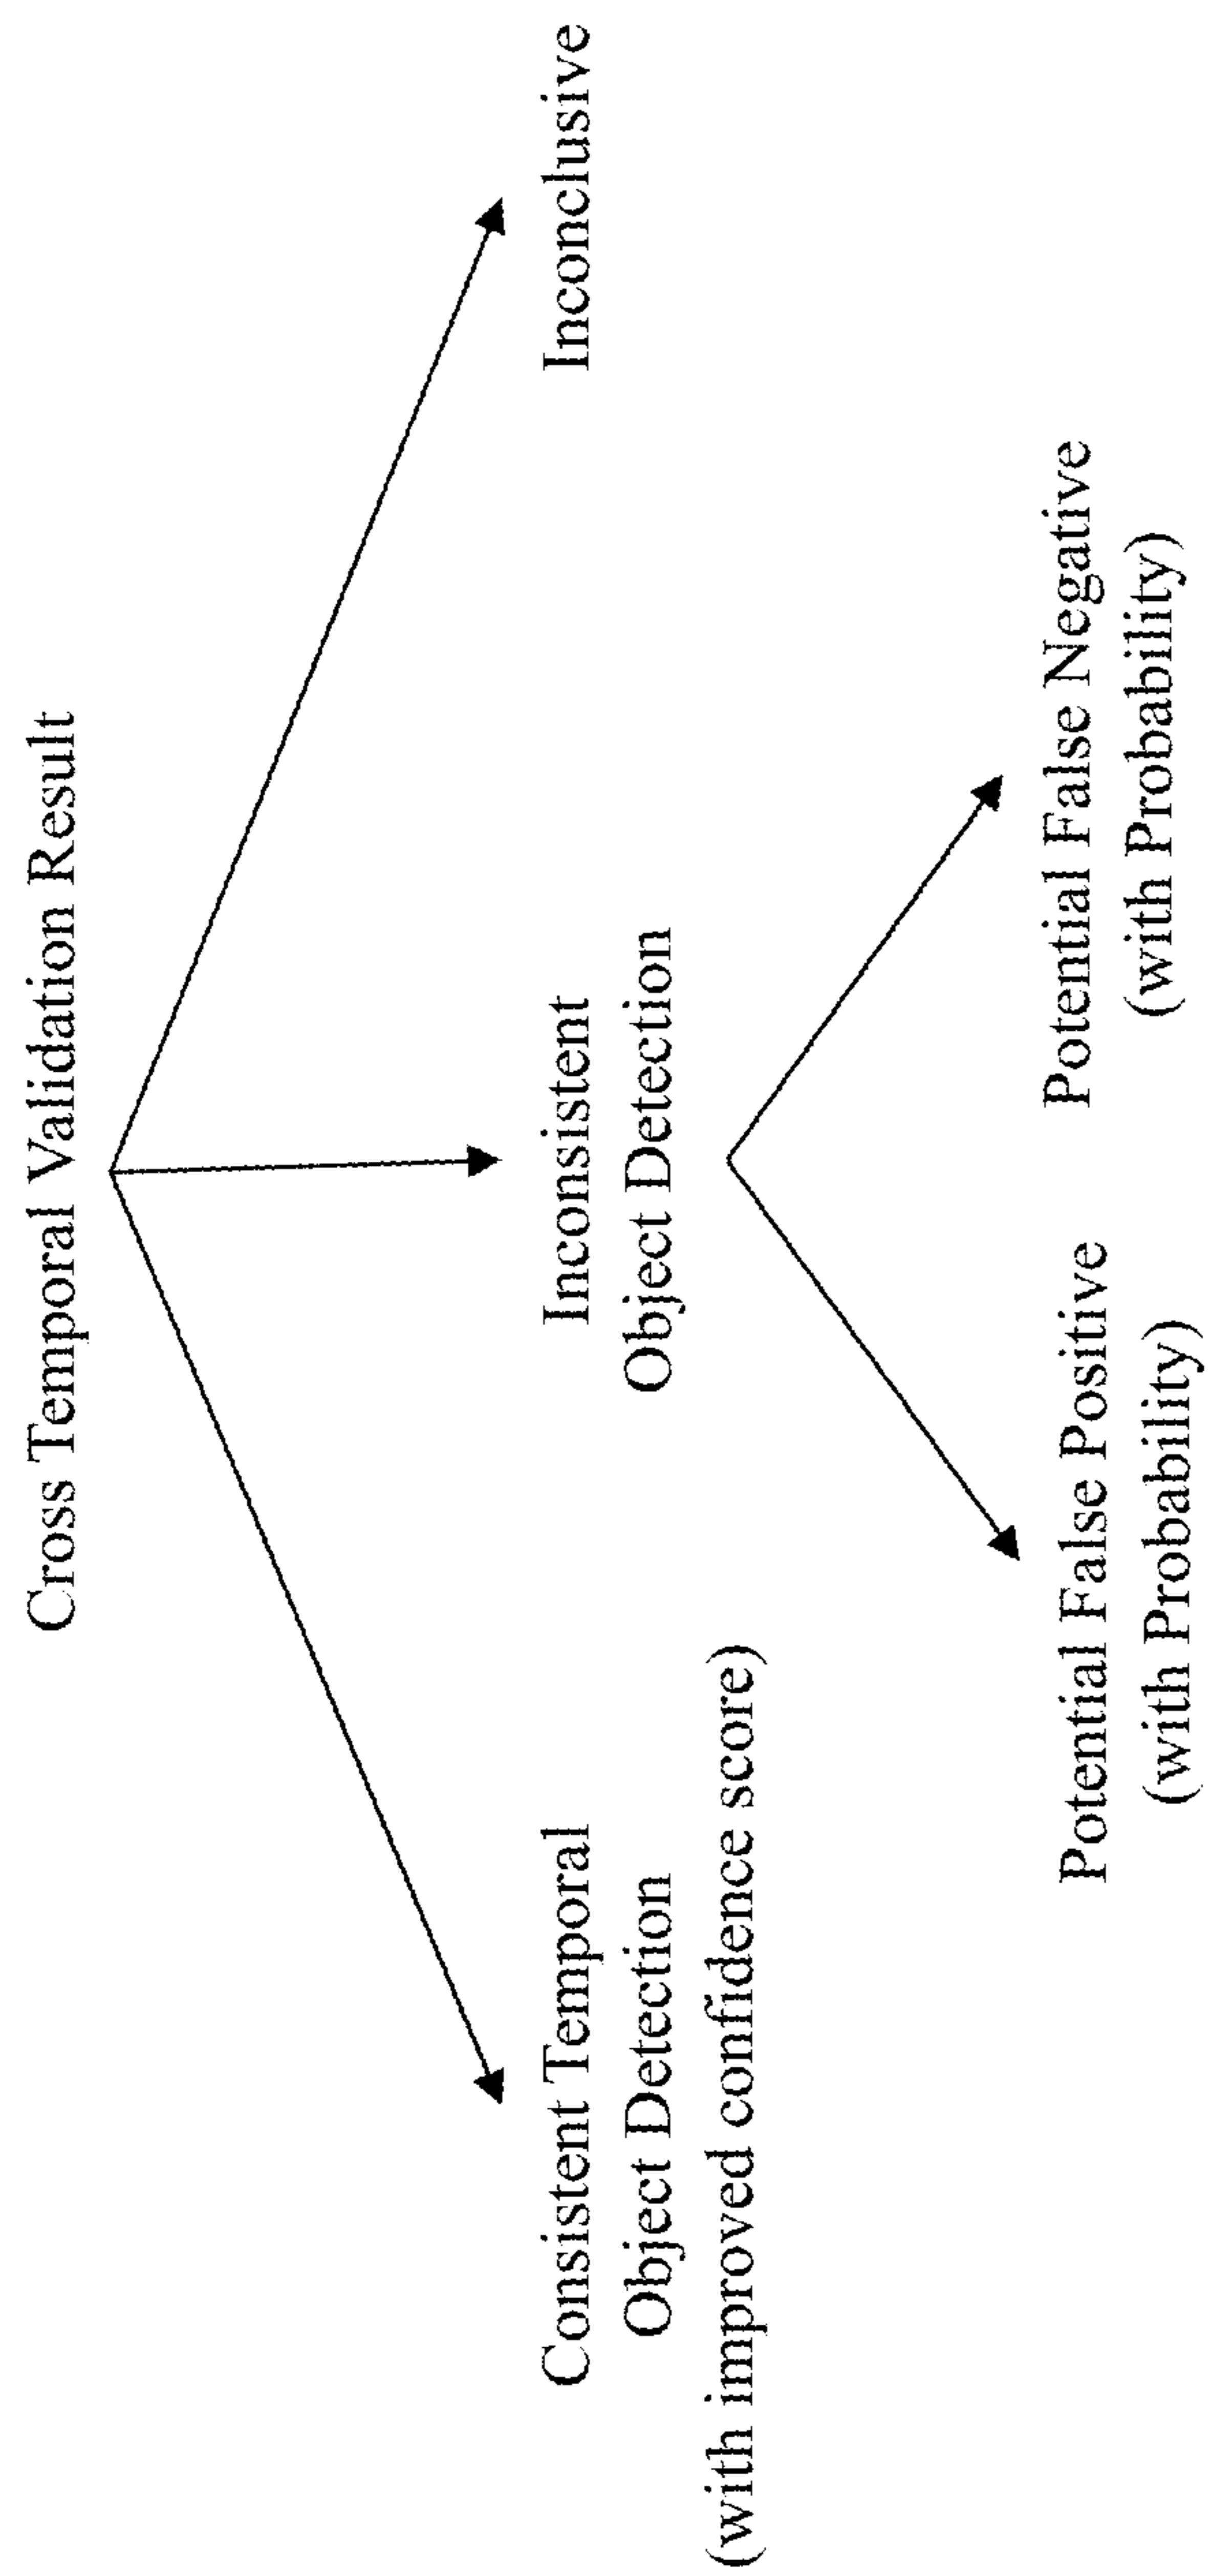 Cross Temporal Validation Result
Consistent Temporal
Object Detection
(with improved confidence score)
Inconsistent
Object Detection
Inconclusive
Potential False Positive
(with Probability)
Potential False Negative
(with Probability)